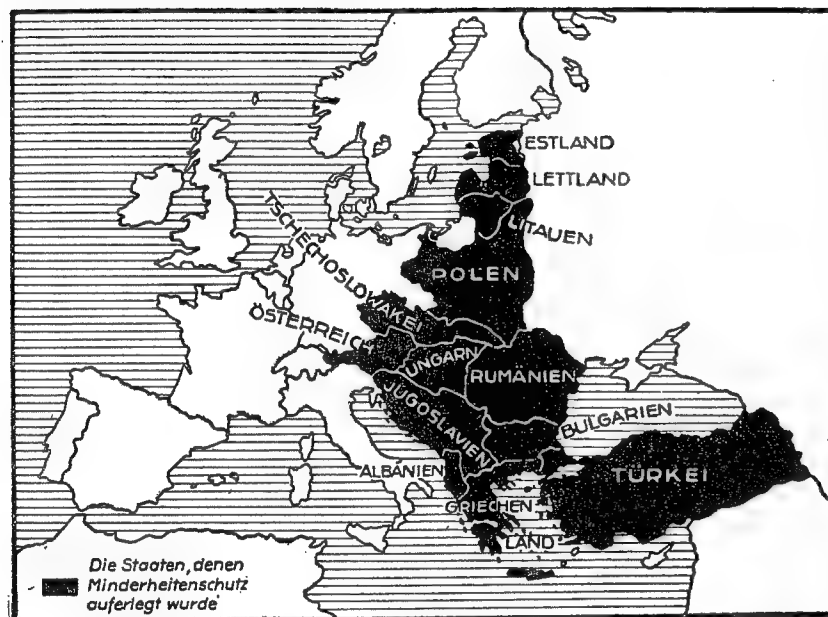 ESTLAND
LETTLAND
LITAUEN
TSCHECHOSLOWAKEI
POLEN
ÖSTERREICH
UNGARN
RUMÄNIEN
JUGOSLAVIEN
BULGARIEN
ALBANIEN
TÜRKEI
GRIECHEN
LAND
Die Staaten, denen
Minderheitenschutz
auferlegt wurde